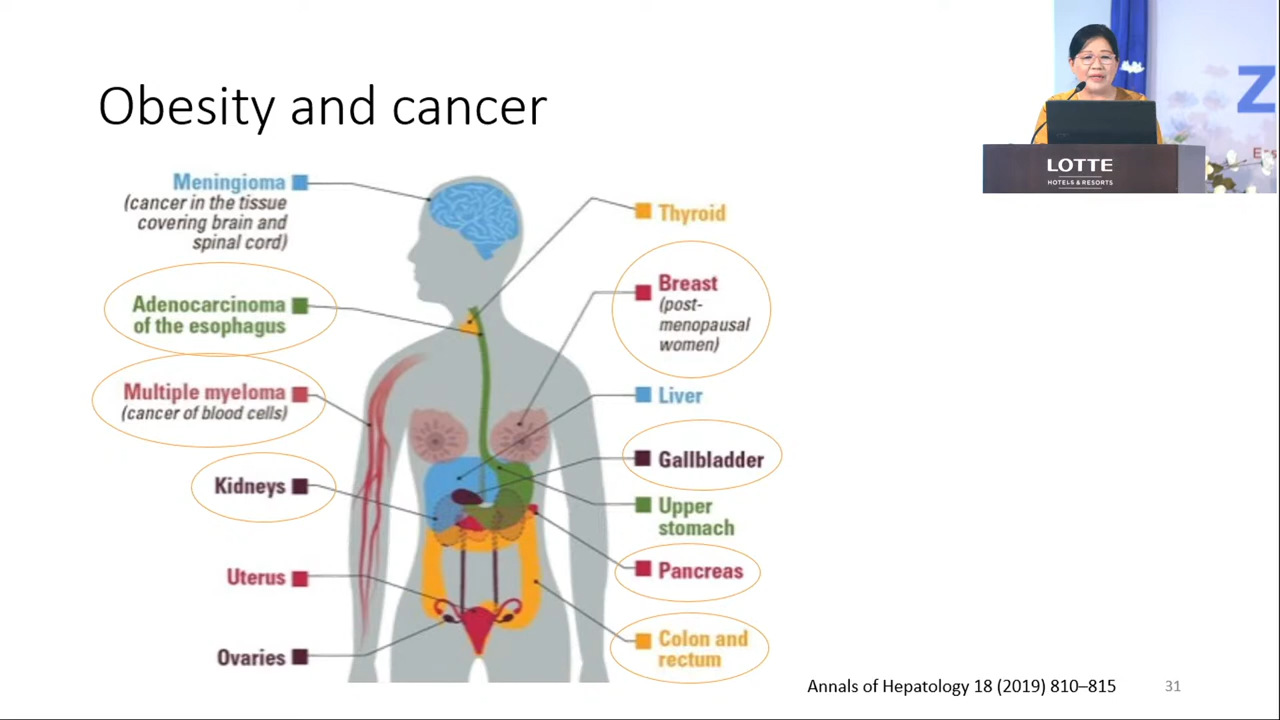 Obesity and cancer
Meningioma
(cancer in the tissue
covering brain and
spinal cord)
Adenocarcinoma
of the esophagus
Multiple myeloma
(cancer of blood cells)
Kidneys
Uterus
Ovaries
Thyroid
Breast
(post-
menopausal
women)
Liver
Gallbladder
Upper
stomach
Pancreas
Colon and
rectum
Annals of Hepatology 18 (2019) 810–815
31
LOTTE
HOTELS & RESORTS